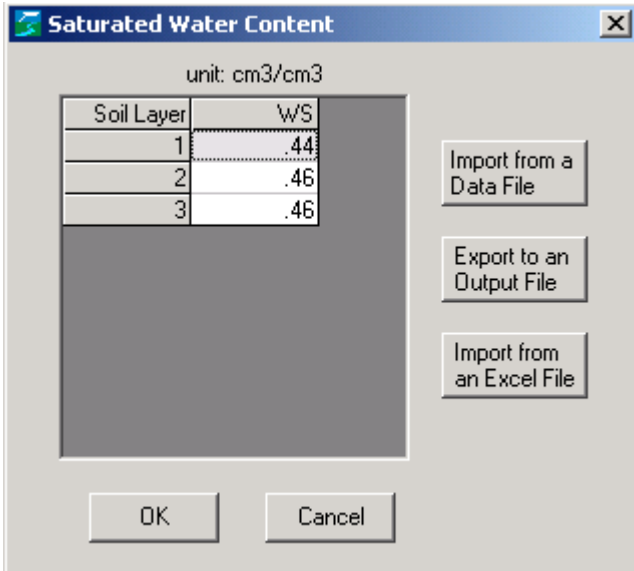 Saturated Water Content
unit: cm3/cm3
Soil Layer WS
1 .44
2 .46
3 .46
Import from a
Data File
Export to an
Output File
Import from
an Excel File
OK Cancel